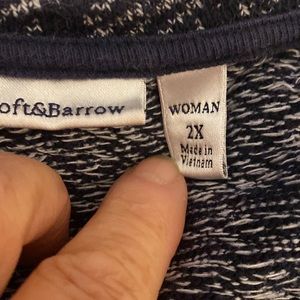 oft&Barrow
WOMAN
2X
Made in
Vietnam